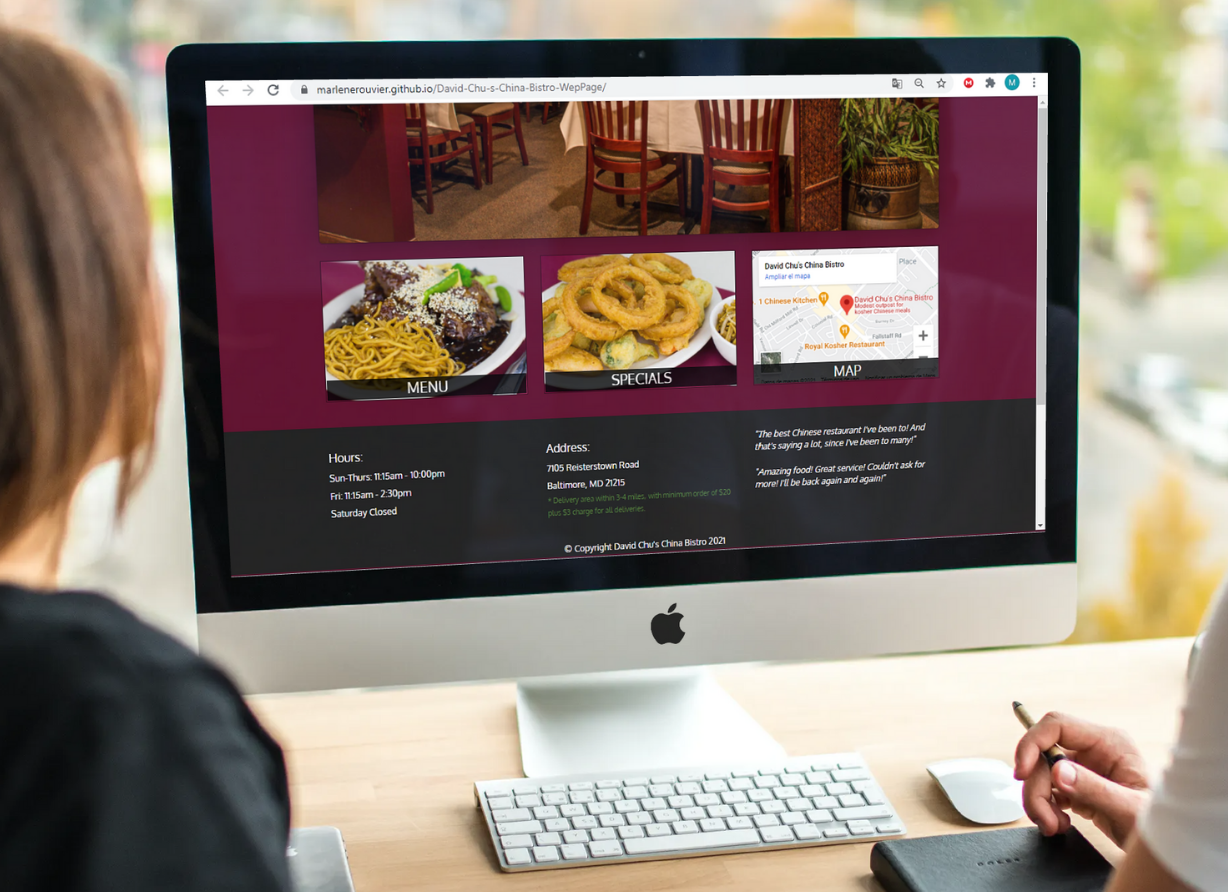 marlenerouvier.github.io/David-Chu-s-China-Bistro-WepPage/
M
M
David Chu's China Bistro
Ampliar el mapa
Place
1 Chinese Kitchen
David Chu's China Bistro
Modest outpost for
kosher Chinese meals
Fallstaff Rd
Royal Kosher Restaurant
MENU
SPECIALS
MAP
Hours:
Sun-Thurs: 11:15am - 10:00pm
Fri: 11:15am - 2:30pm
Saturday Closed
Address:
7105 Reisterstown Road
Baltimore, MD 21215
* Delivery area within 3-4 miles, with minimum order of $20
plus $3 charge for all deliveries.
"The best Chinese restaurant I've been to! And
that's saying a lot, since I've been to many!"
"Amazing food! Great service! Couldn't ask for
more! I'll be back again and again!"
© Copyright David Chu's China Bistro 2021